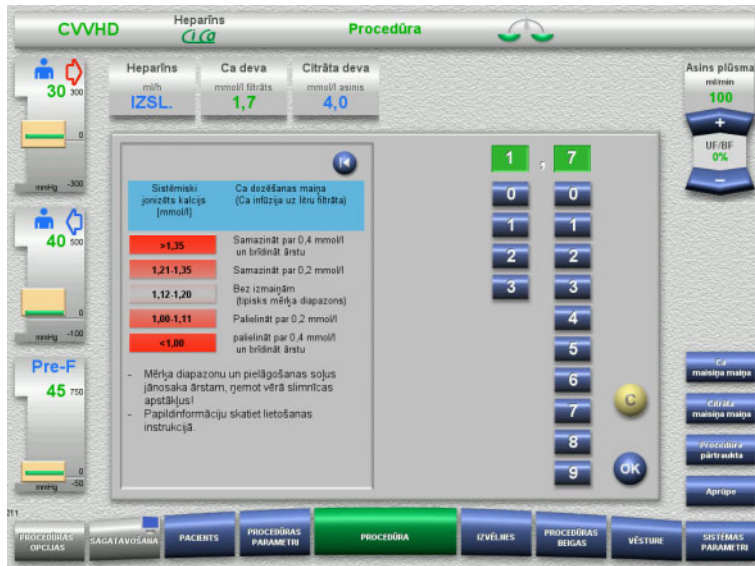 CVVHD
Heparīns
CiCa
Procedūra
30 300
0
mmHg -300
40 500
0
mmHg -100
Pre-F
45 750
0
mmHg -50
Heparīns
ml/h
IZSL.
Ca deva
mmol/l filtrāts
1,7
Citrāta deva
mmol/l asinis
4,0
Asins plūsma
ml/min
100
+
UF/BF
0%
−
Sistēmiski
jonizēts kalcijs
[mmol/l]
Ca dozēšanas maiņa
(Ca infūzija uz litru filtrāta)
>1,35
Samazināt par 0,4 mmol/l
un brīdināt ārstu
1,21-1,35
Samazināt par 0,2 mmol/l
1,12-1,20
Bez izmaiņām
(tipisks mērķa diapazons)
1,00-1,11
Palielināt par 0,2 mmol/l
<1,00
palielināt par 0,4 mmol/l
un brīdināt ārstu
- Mērķa diapazonu un pielāgošanas soļus
jānosaka ārstam, ņemot vērā slimnīcas
apstākļus!
- Papildinformāciju skatiet lietošanas
instrukcijā.
1 , 7
0 0
1 1
2 2
3 3
4
5
6
7
8
9
C
OK
Ca
maisiņa maiņa
Citrāta
maisiņa maiņa
Procedūra
pārtraukta
Aprūpe
211
PROCEDŪRAS
OPCIJAS
SAGATAVOŠANA
PACIENTS
PROCEDŪRAS
PARAMETRI
PROCEDŪRA
IZVĒLNES
PROCEDŪRAS
BEIGAS
VĒSTURE
SISTĒMAS
PARAMETRI